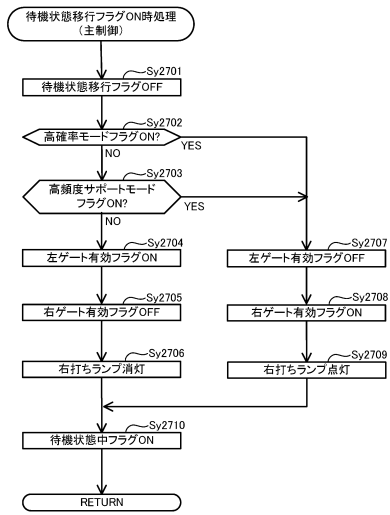 待機状態移行フラグON時処理
（主制御）
Sy2701
待機状態移行フラグOFF
Sy2702
高確率モードフラグON?
YES
NO
Sy2703
高頻度サポートモード
フラグON?
YES
NO
Sy2704
左ゲート有効フラグON
Sy2707
左ゲート有効フラグOFF
Sy2705
右ゲート有効フラグOFF
Sy2708
右ゲート有効フラグON
Sy2706
右打ちランプ消灯
Sy2709
右打ちランプ点灯
Sy2710
待機状態中フラグON
RETURN